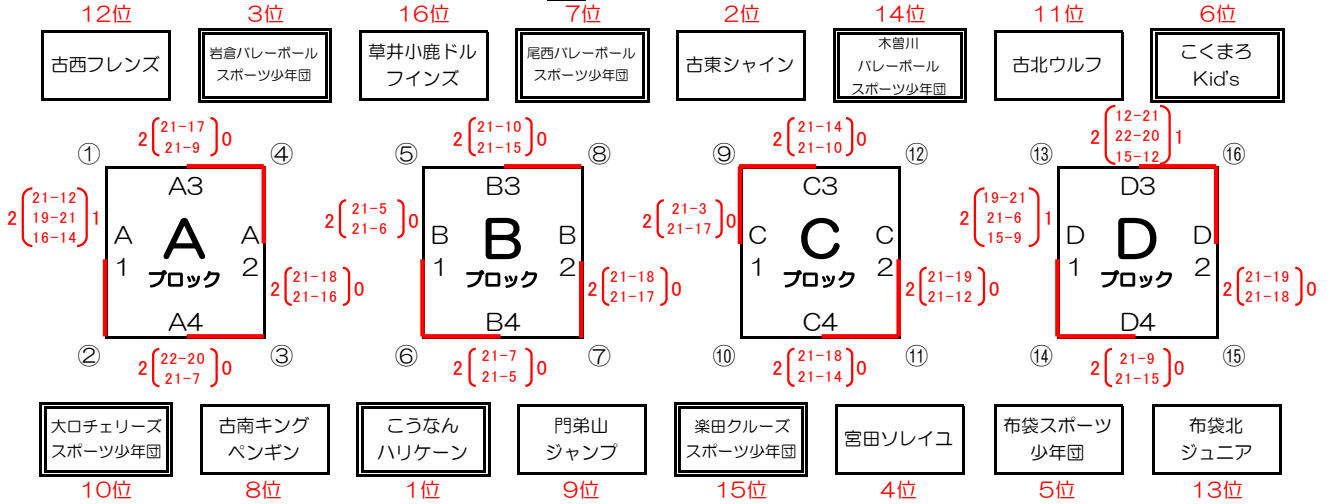 12位 3位 16位 7位 2位 14位 11位 6位
古西フレンズ
岩倉バレーボール
スポーツ少年団
草井小鹿ドル
フインズ
尾西バレーボール
スポーツ少年団
古東シャイン
木曽川
バレーボール
スポーツ少年団
古北ウルフ
こくまろ
Kid's
① ④
2 21-17 0
21-9
A3
2 21-12 1
19-21
16-14
A
1
A
ブロック
A
2
2 21-18 0
21-16
A4
② ③
2 22-20 0
21-7
⑤ ⑧
2 21-10 0
21-15
B3
2 21-5 0
21-6
B
1
B
ブロック
B
2
2 21-18 0
21-17
B4
⑥ ⑦
2 21-7 0
21-5
⑨ ⑫
2 21-14 0
21-10
C3
2 21-3 0
21-17
C
1
C
ブロック
C
2
2 21-19 0
21-12
C4
⑩ ⑪
2 21-18 0
21-14
⑬ ⑯
2 12-21 1
22-20
15-12
D3
2 19-21 1
21-6
15-9
D
1
D
ブロック
D
2
2 21-19 0
21-18
D4
⑭ ⑮
2 21-9 0
21-15
大口チェリーズ
スポーツ少年団
古南キング
ペンギン
こうなん
ハリケーン
門弟山
ジャンプ
楽田クルーズ
スポーツ少年団
宮田ソレイユ
布袋スポーツ
少年団
布袋北
ジュニア
10位 8位 1位 9位 15位 4位 5位 13位